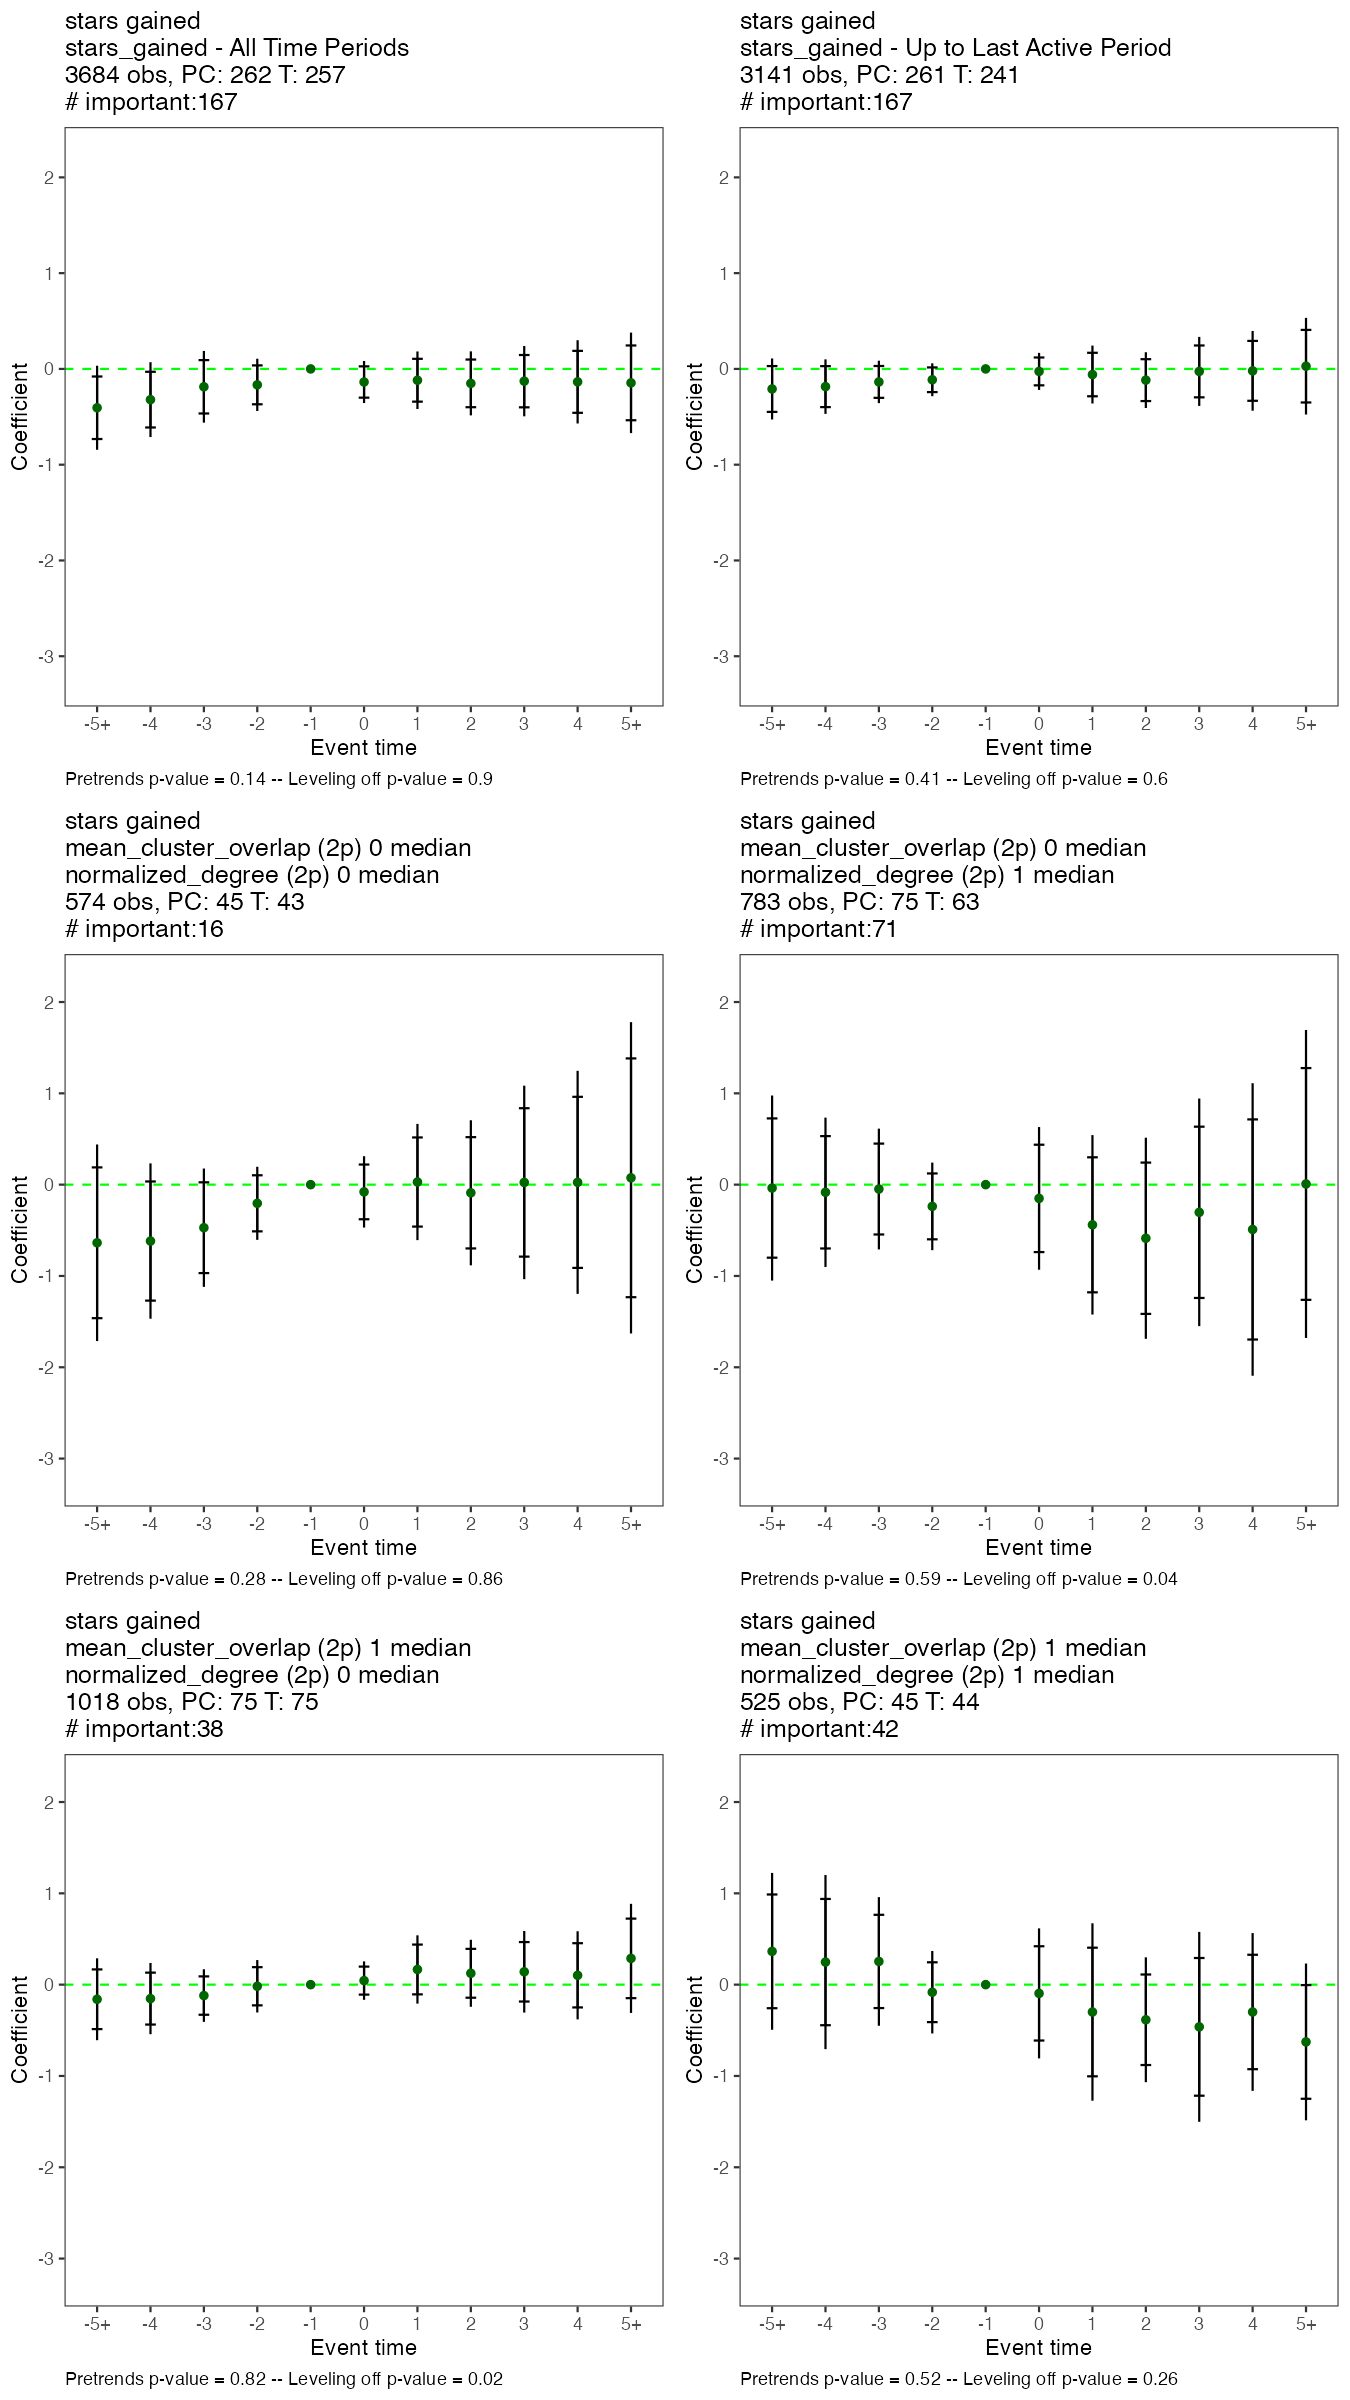 stars gained
stars_gained - All Time Periods
3684 obs, PC: 262 T: 257
# important:167
2
1
0
-1
-2
-3
Coefficient
-5+ -4 -3 -2 -1 0 1 2 3 4 5+
Event time
Pretrends p-value = 0.14 -- Leveling off p-value = 0.9
stars gained
stars_gained - Up to Last Active Period
3141 obs, PC: 261 T: 241
# important:167
2
1
0
-1
-2
-3
Coefficient
-5+ -4 -3 -2 -1 0 1 2 3 4 5+
Event time
Pretrends p-value = 0.41 -- Leveling off p-value = 0.6
stars gained
mean_cluster_overlap (2p) 0 median
normalized_degree (2p) 0 median
574 obs, PC: 45 T: 43
# important:16
2
1
0
-1
-2
-3
Coefficient
-5+ -4 -3 -2 -1 0 1 2 3 4 5+
Event time
Pretrends p-value = 0.28 -- Leveling off p-value = 0.86
stars gained
mean_cluster_overlap (2p) 0 median
normalized_degree (2p) 1 median
783 obs, PC: 75 T: 63
# important:71
2
1
0
-1
-2
-3
Coefficient
-5+ -4 -3 -2 -1 0 1 2 3 4 5+
Event time
Pretrends p-value = 0.59 -- Leveling off p-value = 0.04
stars gained
mean_cluster_overlap (2p) 1 median
normalized_degree (2p) 0 median
1018 obs, PC: 75 T: 75
# important:38
2
1
0
-1
-2
-3
Coefficient
-5+ -4 -3 -2 -1 0 1 2 3 4 5+
Event time
Pretrends p-value = 0.82 -- Leveling off p-value = 0.02
stars gained
mean_cluster_overlap (2p) 1 median
normalized_degree (2p) 1 median
525 obs, PC: 45 T: 44
# important:42
2
1
0
-1
-2
-3
Coefficient
-5+ -4 -3 -2 -1 0 1 2 3 4 5+
Event time
Pretrends p-value = 0.52 -- Leveling off p-value = 0.26